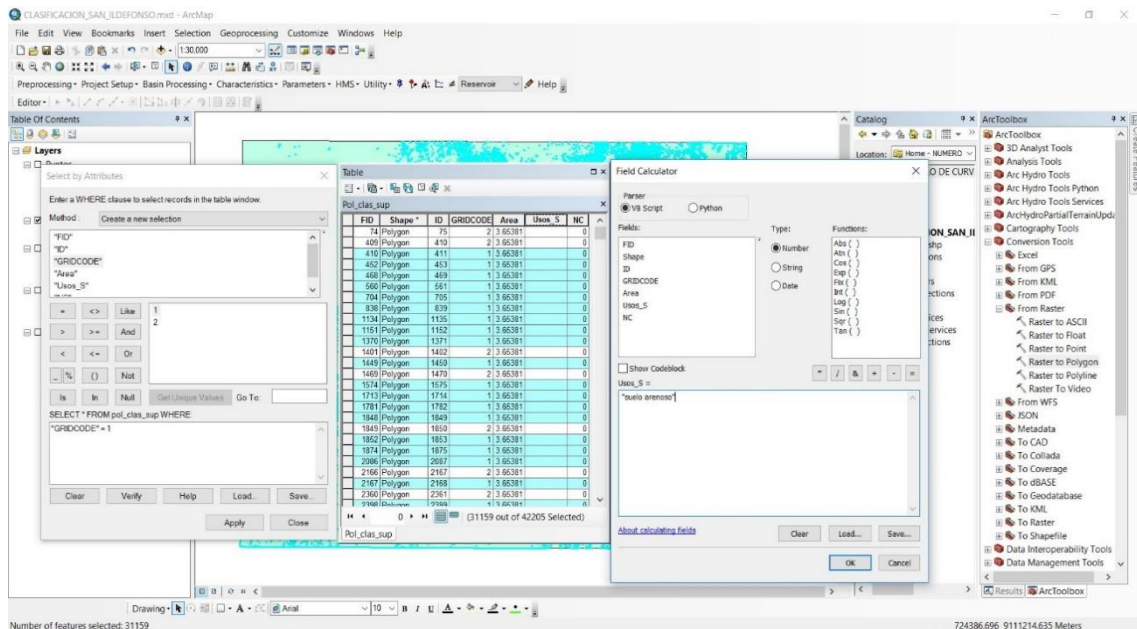 CLASIFICACION_SAN_ILDEFONSO.mxd - ArcMap
File Edit View Bookmarks Insert Selection Geoprocessing Customize Windows Help
1:30,000
Preprocessing Project Setup Basin Processing Characteristics Parameters HMS Utility Reservoir Help
Editor
Table Of Contents
Layers
Select by Attributes
Enter a WHERE clause to select records in the table window.
Method: Create a new selection
"FID"
"ID"
"GRIDCODE"
"Area"
"Usos_S"
= <> Like
> >= And
< <= Or
_ % () Not
Is In Null
1
2
Get Unique Values Go To:
SELECT * FROM pol_clas_sup WHERE:
"GRIDCODE" = 1
Clear Verify Help Load... Save...
Apply Close
Table
Pol_clas_sup
FID Shape * ID GRIDCODE Area Usos_S NC
74 Polygon 75 2 3.65381 0
409 Polygon 410 2 3.65381 0
410 Polygon 411 1 3.65381 0
452 Polygon 453 1 3.65381 0
468 Polygon 469 1 3.65381 0
560 Polygon 561 1 3.65381 0
704 Polygon 705 1 3.65381 0
838 Polygon 839 1 3.65381 0
1134 Polygon 1135 1 3.65381 0
1151 Polygon 1152 1 3.65381 0
1370 Polygon 1371 1 3.65381 0
1401 Polygon 1402 2 3.65381 0
1449 Polygon 1450 1 3.65381 0
1469 Polygon 1470 2 3.65381 0
1574 Polygon 1575 1 3.65381 0
1713 Polygon 1714 1 3.65381 0
1781 Polygon 1782 1 3.65381 0
1848 Polygon 1849 1 3.65381 0
1849 Polygon 1850 2 3.65381 0
1852 Polygon 1853 1 3.65381 0
1874 Polygon 1875 1 3.65381 0
2086 Polygon 2087 1 3.65381 0
2166 Polygon 2167 2 3.65381 0
2167 Polygon 2168 1 3.65381 0
2360 Polygon 2361 2 3.65381 0
2398 Polygon 2399 1 3.65381 0
0 (31159 out of 42205 Selected)
Pol_clas_sup
Field Calculator
Parser
VB Script Python
Fields:
FID
Shape
ID
GRIDCODE
Area
Usos_S
NC
Type:
Number
String
Date
Functions:
Abs ( )
Atn ( )
Cos ( )
Exp ( )
Fix ( )
Int ( )
Log ( )
Sin ( )
Sqr ( )
Tan ( )
Show Codeblock
* / & + - =
Usos_S =
"suelo arenoso"
About calculating fields
Clear Load... Save...
OK Cancel
Catalog
Location: Home - NUMERO
O DE CURV
ION_SAN_IL
ArcToolbox
ArcToolbox
3D Analyst Tools
Analysis Tools
Arc Hydro Tools
Arc Hydro Tools Python
Arc Hydro Tools Services
ArcHydroPartialTerrainUpda
Cartography Tools
Conversion Tools
Excel
From GPS
From KML
From PDF
From Raster
Raster to ASCII
Raster to Float
Raster to Point
Raster to Polygon
Raster to Polyline
Raster To Video
From WFS
JSON
Metadata
To CAD
To Collada
To Coverage
To dBASE
To Geodatabase
To KML
To Raster
To Shapefile
Data Interoperability Tools
Data Management Tools
Results ArcToolbox
Drawing A Arial 10 B I U A
Number of features selected: 31159
724386.696 9111214.635 Meters